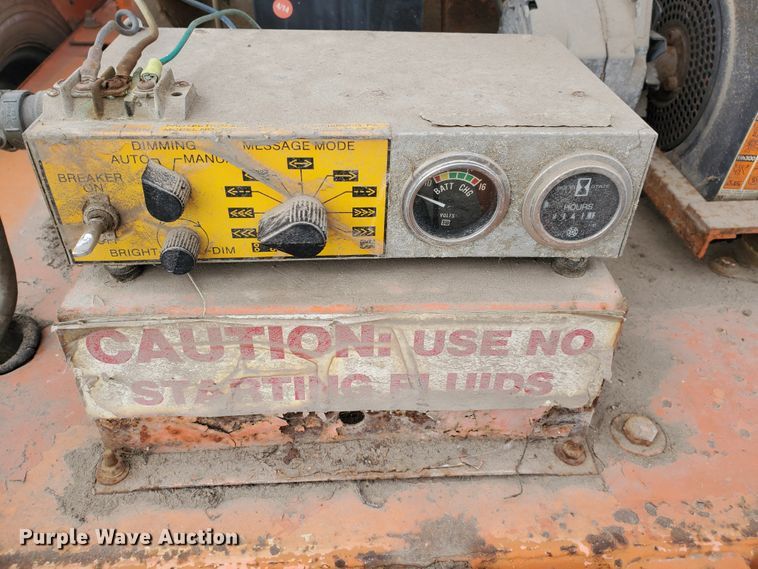 DIMMING
MESSAGE MODE
AUTO
MANU
BREAKER
ON
BRIGHT
-DIM
16
BATT CHG
VOLTS
HOURS
CAUTION: USE NO
STARTING FLUIDS
Purple Wave Auction